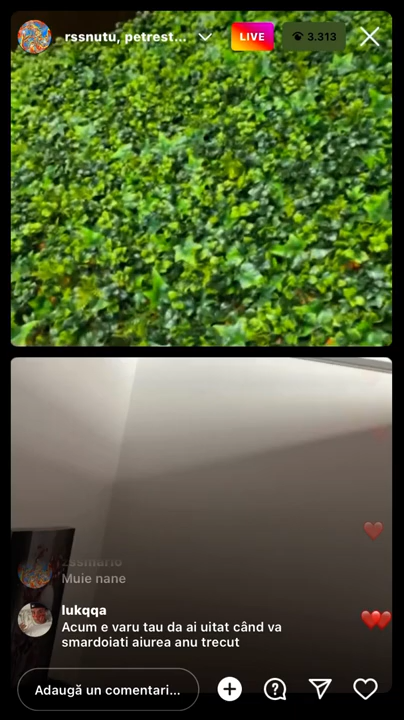 rssnutu, petrest...
LIVE
3.313
zssmario
Muie nane
lukqqa
Acum e varu tau da ai uitat când va
smardoiati aiurea anu trecut
Adaugă un comentari...